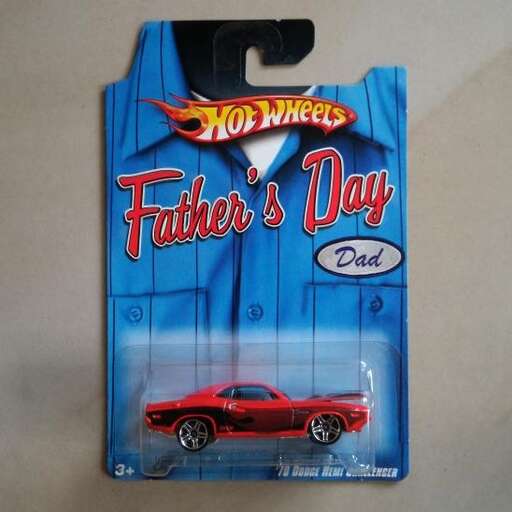 HOT WHEELS
Father's Day
Dad
3+
'70 DODGE HEMI CHALLENGER